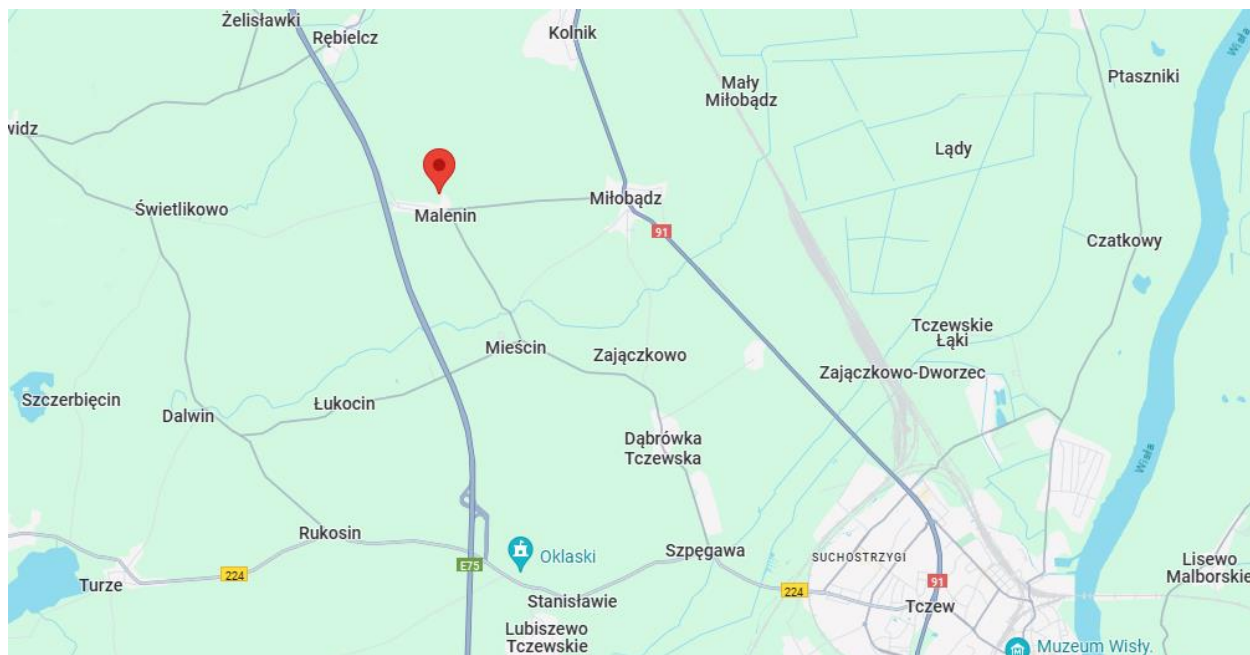 Żelisławki
Rębielcz
Kolnik
Wisła
Ptaszniki
Mały
Miłobądz
widz
Lądy
Świetlikowo
Malenin
Miłobądz
91
Czatkowy
Tczewskie
Łąki
Mieścin
Zajączkowo
Zajączkowo-Dworzec
Szczerbięcin
Łukocin
Dalwin
Dąbrówka
Tczewska
Wisła
Rukosin
Oklaski
Szpęgawa
SUCHOSTRZYGI
Lisewo
Malborskie
E75
Turze
224
91
Stanisławie
224
Tczew
Lubiszewo
Tczewskie
Muzeum Wisły.